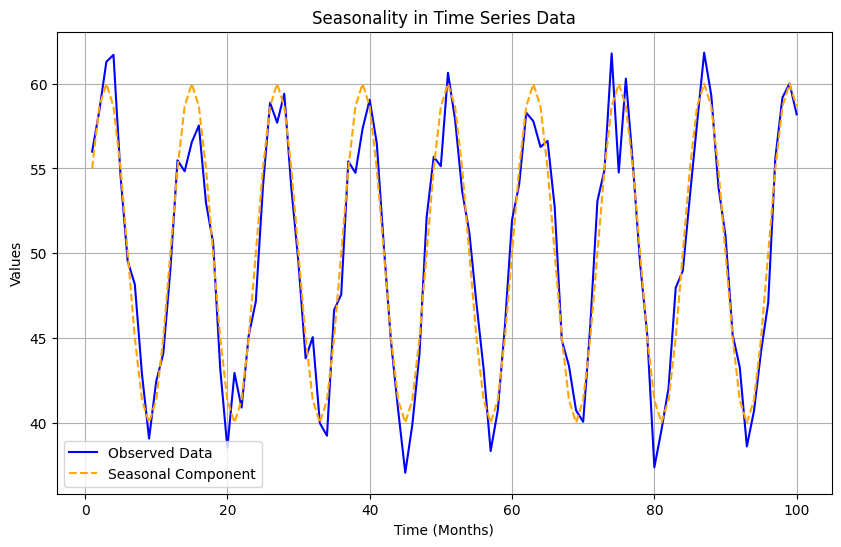 Seasonality in Time Series Data
60
55
50
45
40
Values
Observed Data
Seasonal Component
0
20
40
60
80
100
Time (Months)